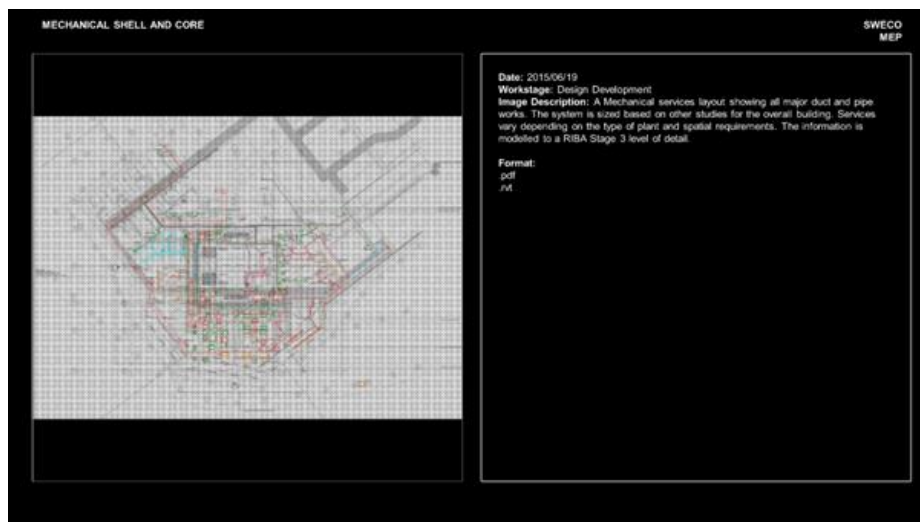 MECHANICAL SHELL AND CORE
SWECO
MEP
Date: 2015/06/19
Workstage: Design Development
Image Description: A Mechanical services layout showing all major duct and pipe
works. The system is sized based on other studies for the overall building. Services
vary depending on the type of plant and spatial requirements. The information is
modelled to a RIBA Stage 3 level of detail.
Format:
.pdf
.rvt